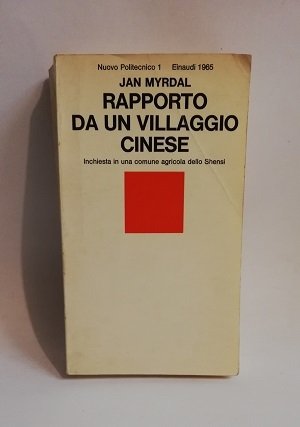 Nuovo Politecnico 1 Einaudi 1965
JAN MYRDAL
RAPPORTO
DA UN VILLAGGIO
CINESE
Inchiesta in una comune agricola dello Shensi